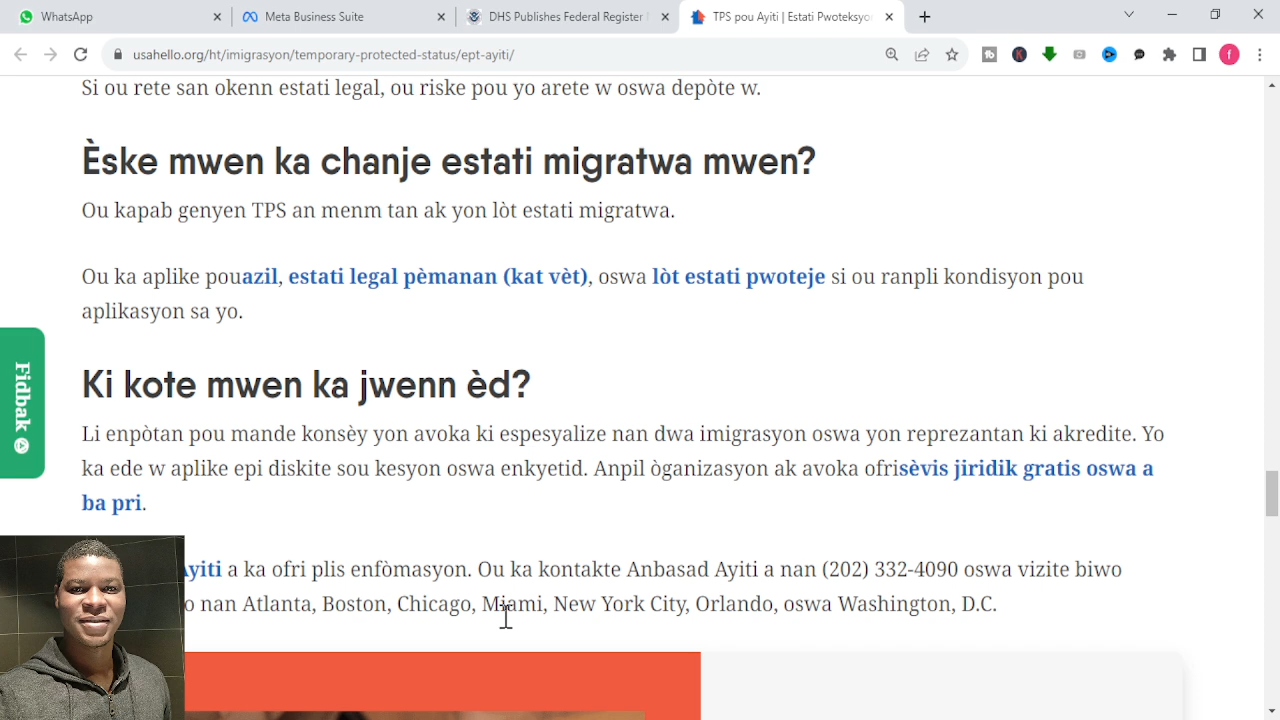 WhatsApp
Meta Business Suite
DHS Publishes Federal Register
TPS pou Ayiti | Estati Pwoteksyon
usahello.org/ht/imigrasyon/temporary-protected-status/ept-ayiti/
Si ou rete san okenn estati legal, ou riske pou yo arete w oswa depòte w.
Èske mwen ka chanje estati migratwa mwen?
Ou kapab genyen TPS an menm tan ak yon lòt estati migratwa.
Ou ka aplike pouazil, estati legal pèmanan (kat vèt), oswa lòt estati pwoteje si ou ranpli kondisyon pou
aplikasyon sa yo.
Fidbak
Ki kote mwen ka jwenn èd?
Li enpòtan pou mande konsèy yon avoka ki espesyalize nan dwa imigrasyon oswa yon reprezantan ki akredite. Yo
ka ede w aplike epi diskite sou kesyon oswa enkyetid. Anpil òganizasyon ak avoka ofrisèvis jiridik gratis oswa a
ba pri.
Ayiti a ka ofri plis enfòmasyon. Ou ka kontakte Anbasad Ayiti a nan (202) 332-4090 oswa vizite biwo
nan Atlanta, Boston, Chicago, Miami, New York City, Orlando, oswa Washington, D.C.